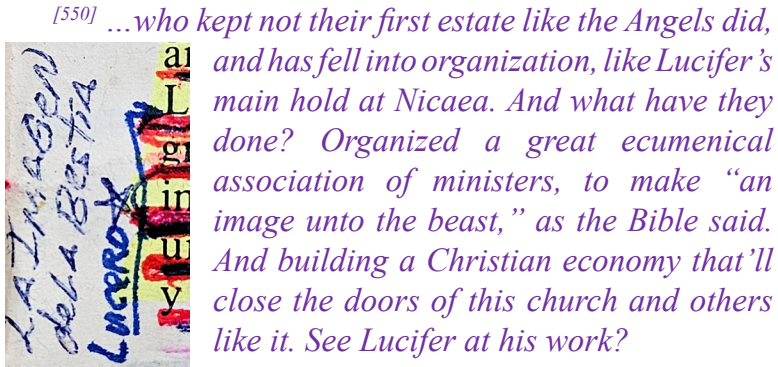 [550] …who kept not their first estate like the Angels did,
and has fell into organization, like Lucifer’s
main hold at Nicaea. And what have they
done? Organized a great ecumenical
association of ministers, to make “an
image unto the beast,” as the Bible said.
And building a Christian economy that’ll
close the doors of this church and others
like it. See Lucifer at his work?
LA IMAGEN
de LA BESTIA
LUCERO